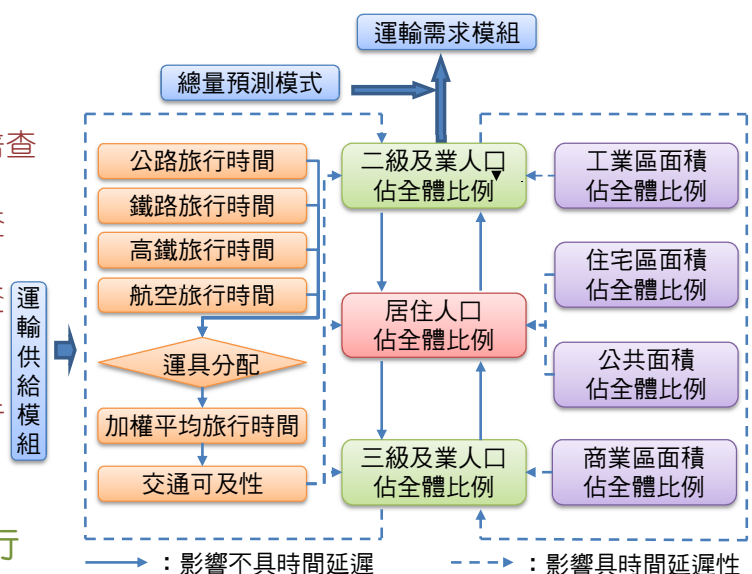 運輸需求模組
總量預測模式
普查
查
查
行
運輸供給模組
公路旅行時間
鐵路旅行時間
高鐵旅行時間
航空旅行時間
運具分配
加權平均旅行時間
交通可及性
二級及業人口
佔全體比例
居住人口
佔全體比例
三級及業人口
佔全體比例
工業區面積
佔全體比例
住宅區面積
佔全體比例
公共面積
佔全體比例
商業區面積
佔全體比例
：影響不具時間延遲
：影響具時間延遲性